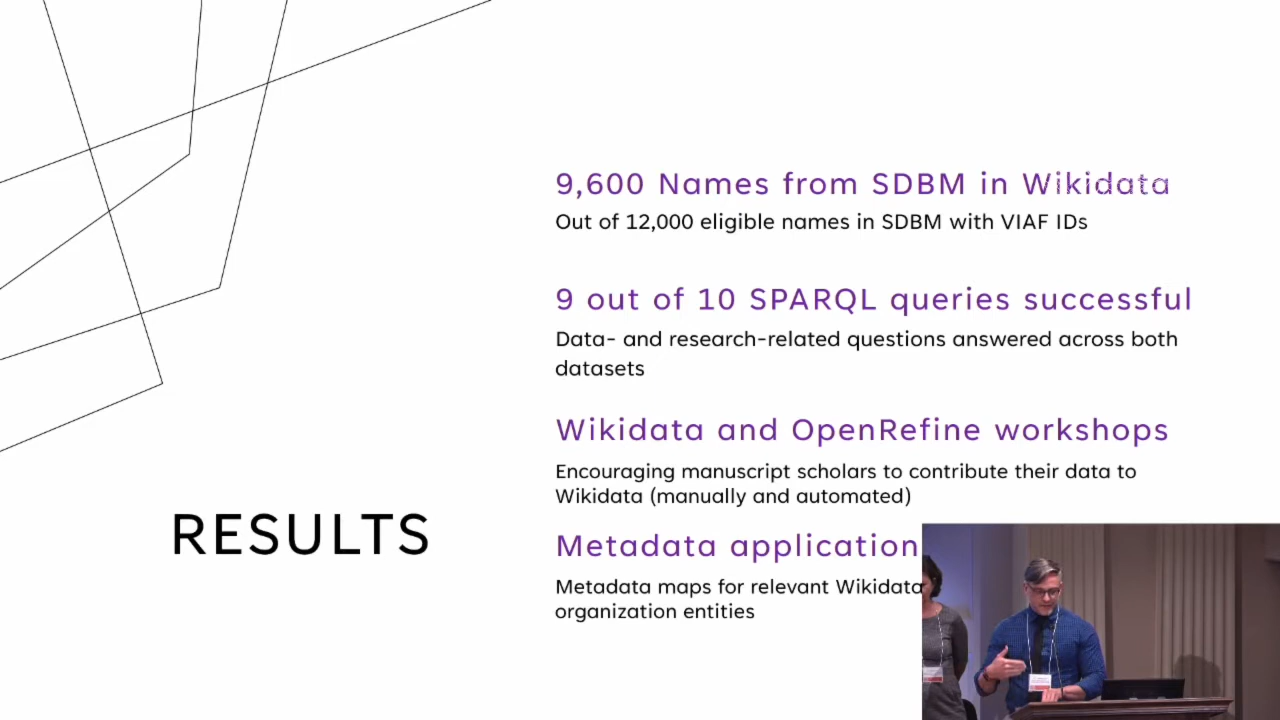 9,600 Names from SDBM in Wikidata
Out of 12,000 eligible names in SDBM with VIAF IDs
9 out of 10 SPARQL queries successful
Data- and research-related questions answered across both
datasets
Wikidata and OpenRefine workshops
Encouraging manuscript scholars to contribute their data to
Wikidata (manually and automated)
RESULTS
Metadata application
Metadata maps for relevant Wikidata
organization entities